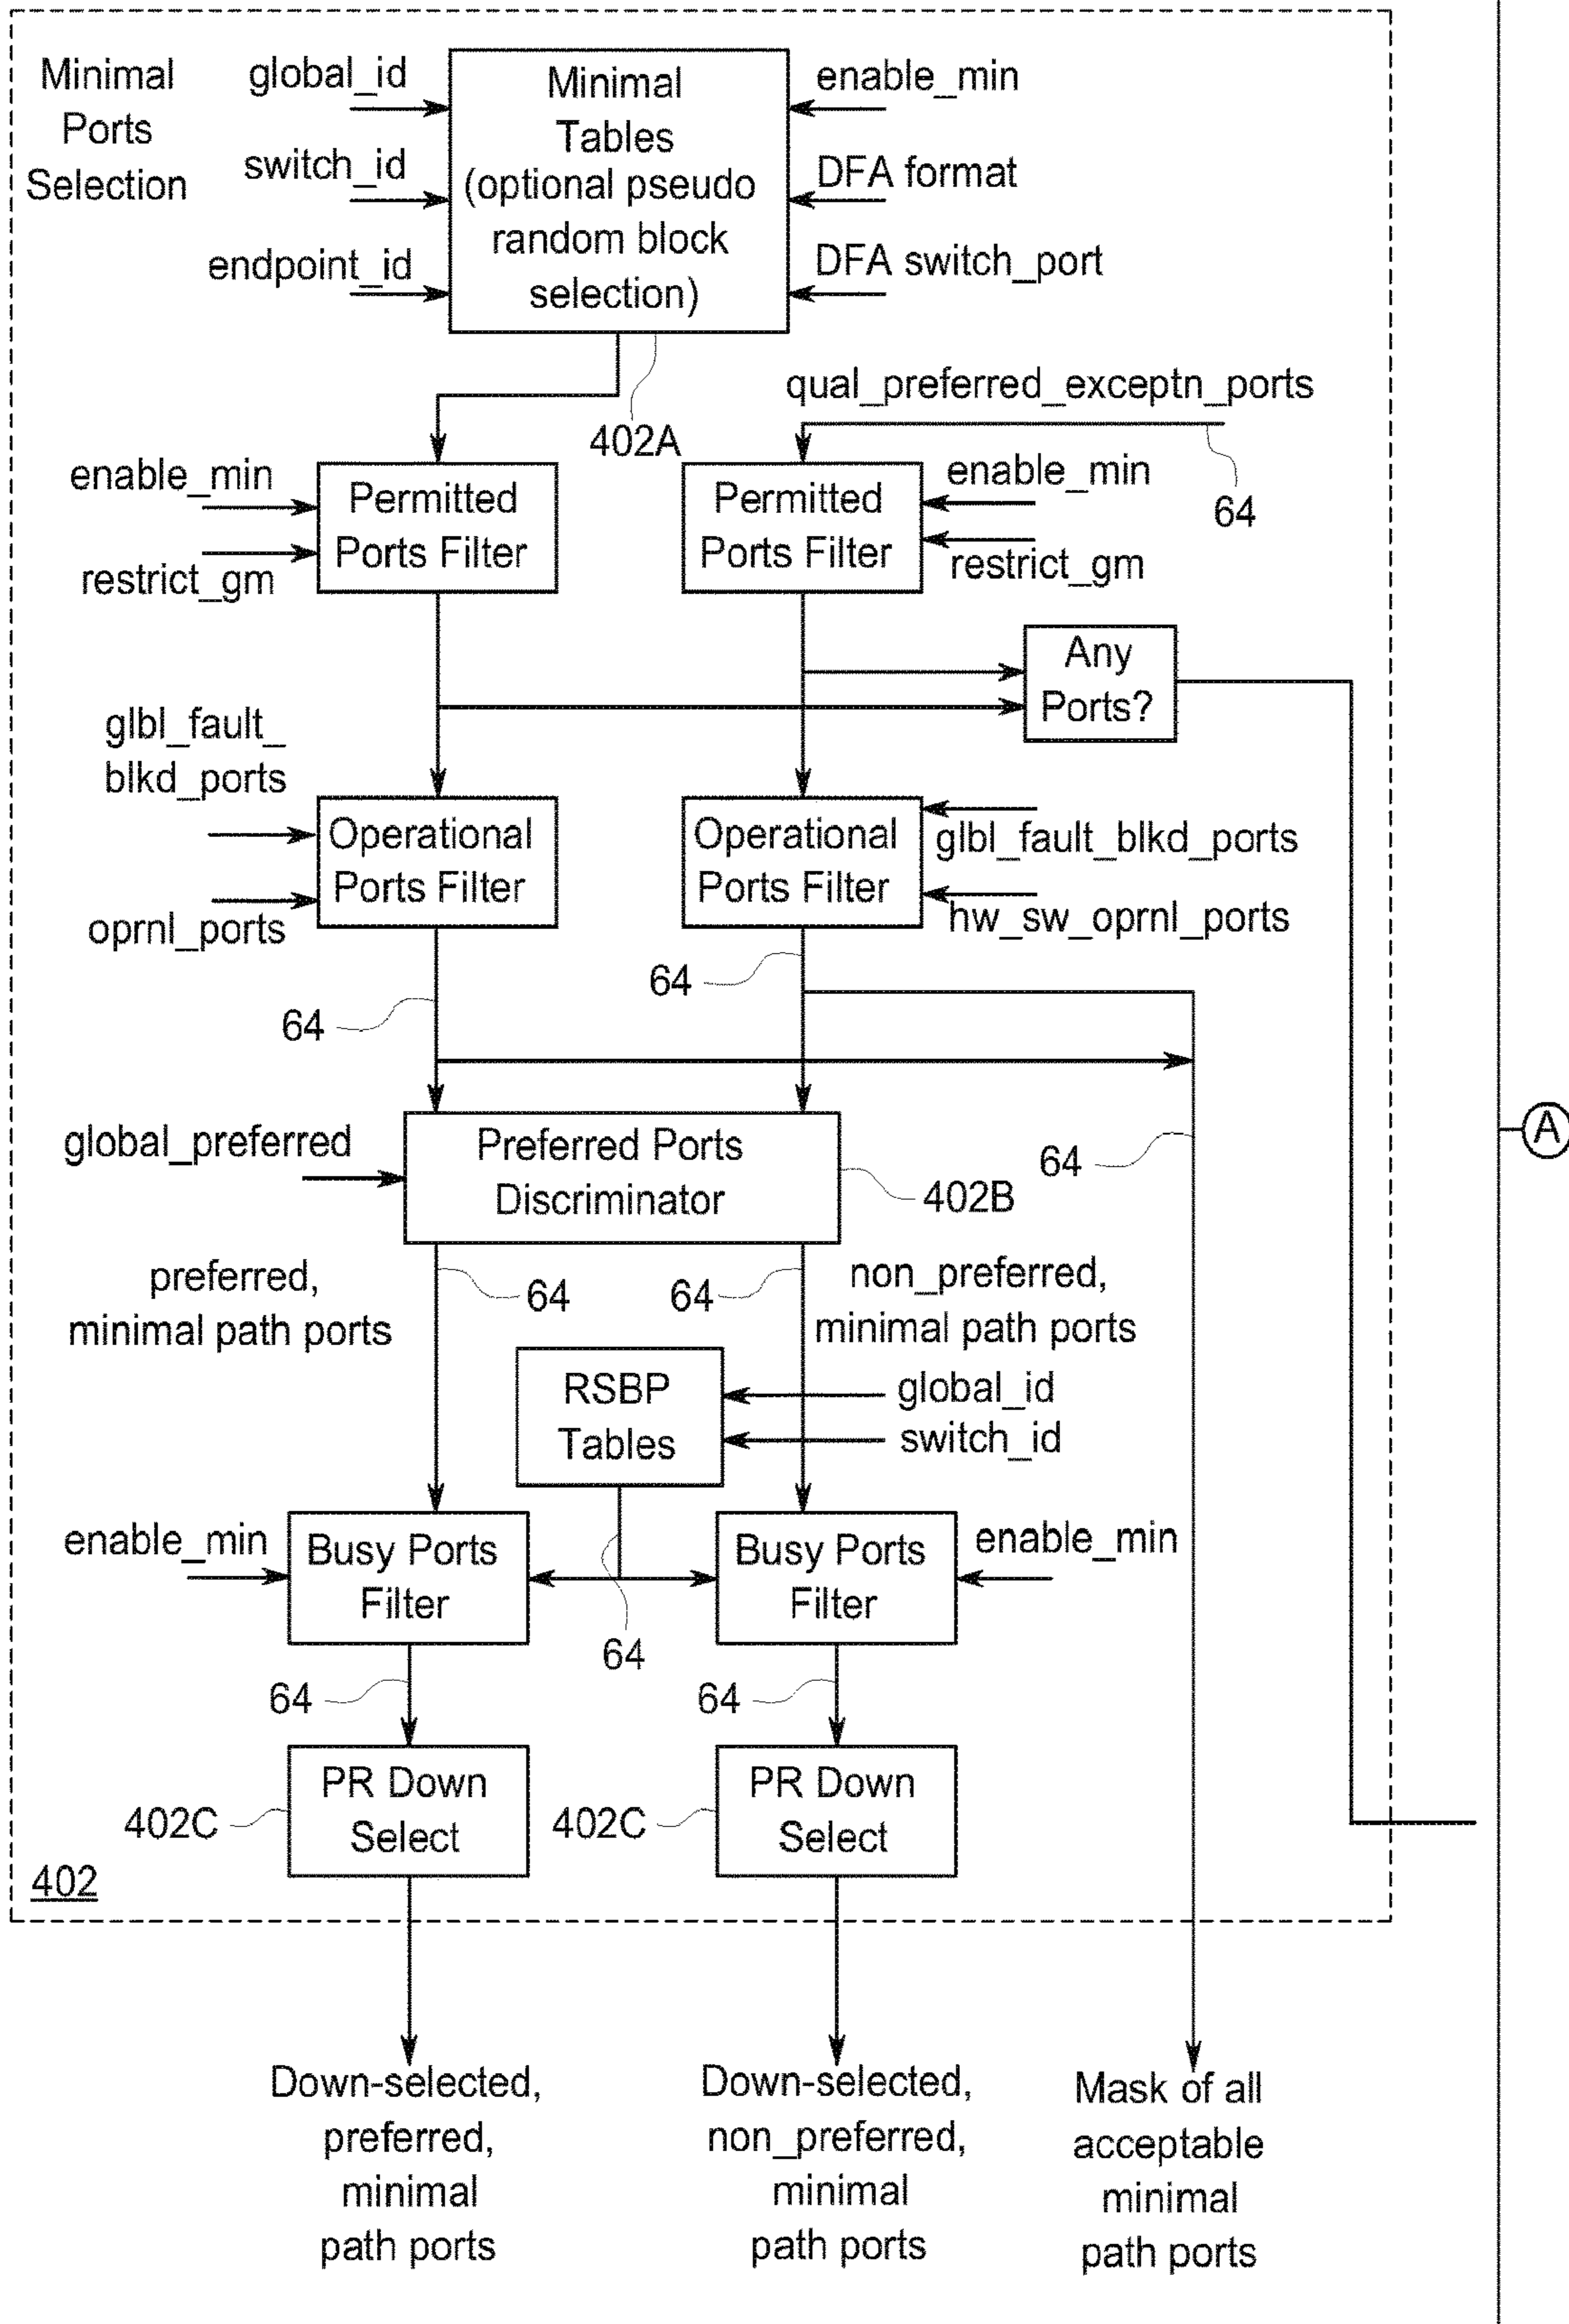 Minimal
Ports
Selection
global_id
switch_id
endpoint_id
Minimal
Tables
(optional pseudo
random block
selection)
enable_min
DFA format
DFA switch_port
402A
qual_preferred_exceptn_ports
64
enable_min
restrict_gm
Permitted
Ports Filter
Permitted
Ports Filter
enable_min
restrict_gm
Any
Ports?
glbl_fault_
blkd_ports
oprnl_ports
Operational
Ports Filter
Operational
Ports Filter
glbl_fault_blkd_ports
hw_sw_oprnl_ports
64
64
global_preferred
Preferred Ports
Discriminator
402B
64
A
preferred,
minimal path ports
64
64
non_preferred,
minimal path ports
RSBP
Tables
global_id
switch_id
enable_min
Busy Ports
Filter
64
Busy Ports
Filter
enable_min
64
64
402C
PR Down
Select
402C
PR Down
Select
402
Down-selected,
preferred,
minimal
path ports
Down-selected,
non_preferred,
minimal
path ports
Mask of all
acceptable
minimal
path ports